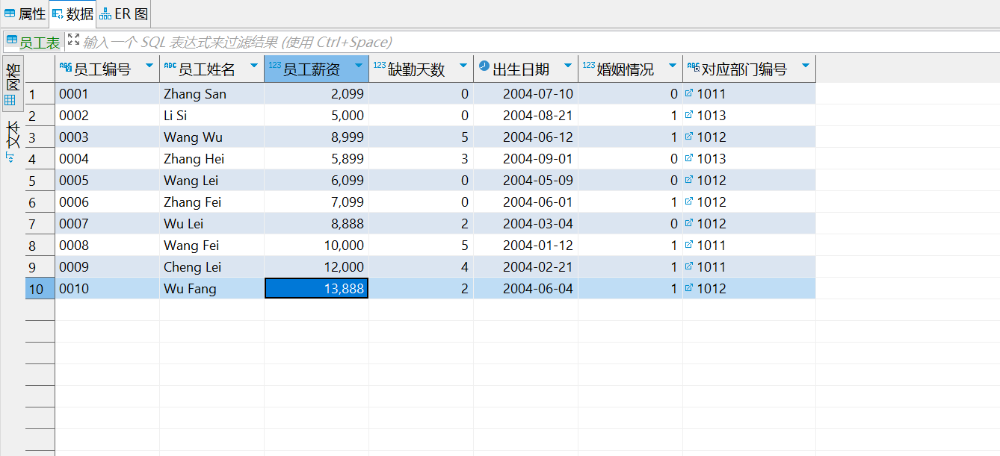 属性 数据 ER 图
员工表 输入一个 SQL 表达式来过滤结果 (使用 Ctrl+Space)
网格
文本
ABC 员工编号 ABC 员工姓名 123 员工薪资 123 缺勤天数 出生日期 123 婚姻情况 ABC 对应部门编号
1 0001 Zhang San 2,099 0 2004-07-10 0 1011
2 0002 Li Si 5,000 0 2004-08-21 1 1013
3 0003 Wang Wu 8,999 5 2004-06-12 1 1012
4 0004 Zhang Hei 5,899 3 2004-09-01 0 1013
5 0005 Wang Lei 6,099 0 2004-05-09 0 1012
6 0006 Zhang Fei 7,099 0 2004-06-01 1 1012
7 0007 Wu Lei 8,888 2 2004-03-04 0 1012
8 0008 Wang Fei 10,000 5 2004-01-12 1 1011
9 0009 Cheng Lei 12,000 4 2004-02-21 1 1011
10 0010 Wu Fang 13,888 2 2004-06-04 1 1012